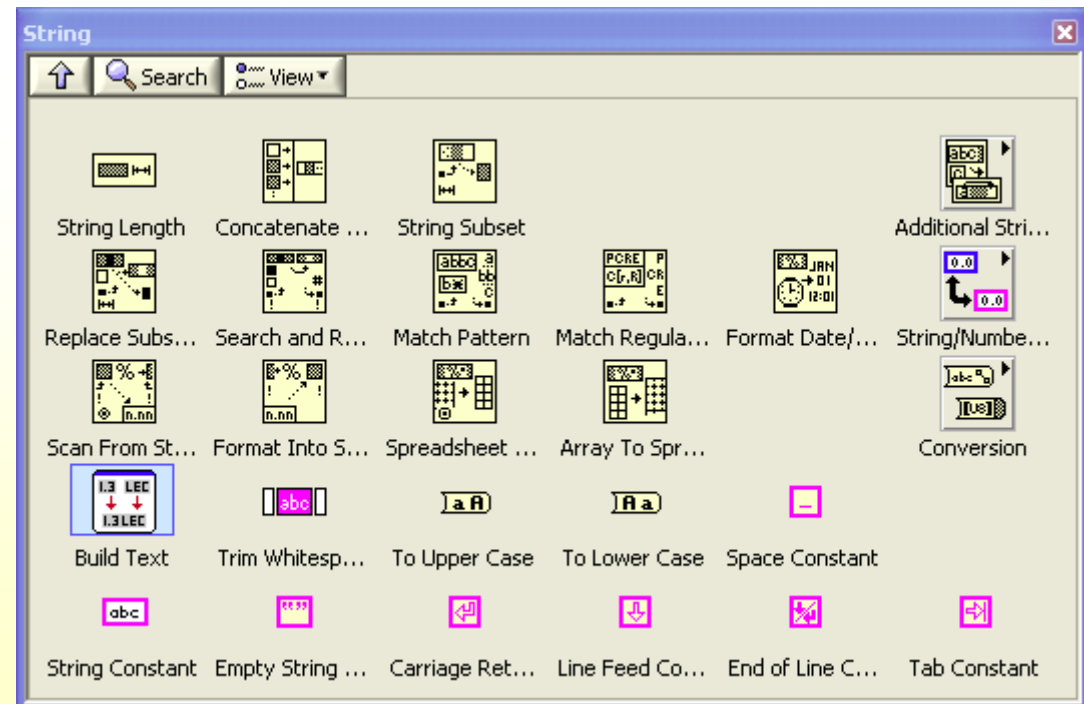 String
Search View
String Length Concatenate ... String Subset Additional Stri...
Replace Subs... Search and R... Match Pattern Match Regula... Format Date/... String/Numbe...
Scan From St... Format Into S... Spreadsheet ... Array To Spr... Conversion
Build Text Trim Whitesp... To Upper Case To Lower Case Space Constant
abc
String Constant Empty String ... Carriage Ret... Line Feed Co... End of Line C... Tab Constant